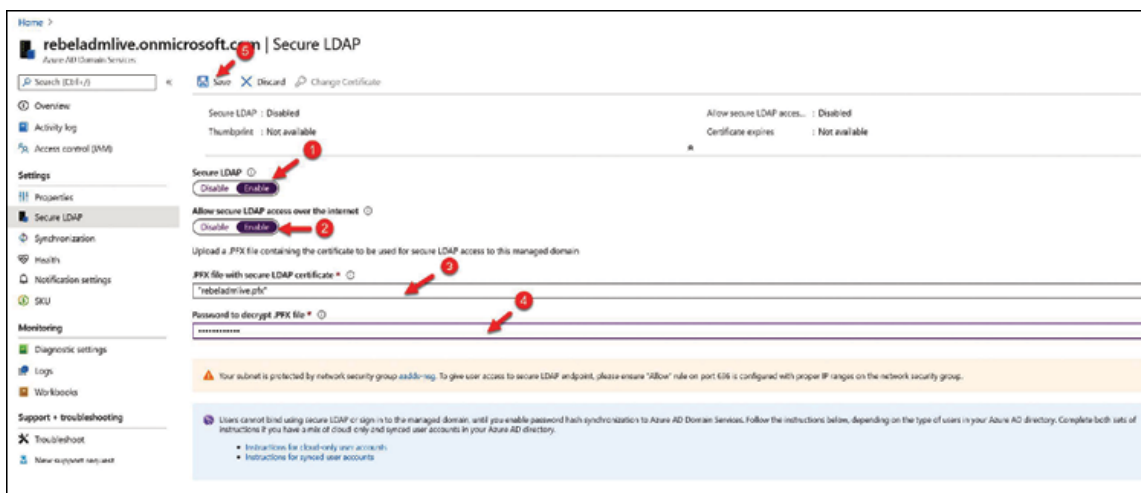 Home >
rebeladmlive.onmicrosoft.com | Secure LDAP
Azure AD Domain Services
5
Search (Ctrl+/)
«
Save
Discard
Change Certificate
Overview
Activity log
Access control (IAM)
Settings
Properties
Secure LDAP
Synchronization
Health
Notification settings
SKU
Monitoring
Diagnostic settings
Logs
Workbooks
Support + troubleshooting
Troubleshoot
New support request
Secure LDAP : Disabled
Thumbprint : Not available
Allow secure LDAP acces... : Disabled
Certificate expires : Not available
1
Secure LDAP
Disable Enable
Allow secure LDAP access over the internet
Disable Enable
2
Upload a .PFX file containing the certificate to be used for secure LDAP access to this managed domain
3
.PFX file with secure LDAP certificate *
"rebeladmlive.pfx"
4
Password to decrypt .PFX file *
Your subnet is protected by network security group aadds-nsg. To give user access to secure LDAP endpoint, please ensure "Allow" rule on port 636 is configured with proper IP ranges on the network security group.
Users cannot bind using secure LDAP or sign in to the managed domain, until you enable password hash synchronization to Azure AD Domain Services. Follow the instructions below, depending on the type of users in your Azure AD directory. Complete both sets of
instructions if you have a mix of cloud-only and synced user accounts in your Azure AD directory.
• Instructions for cloud-only user accounts
• Instructions for synced user accounts